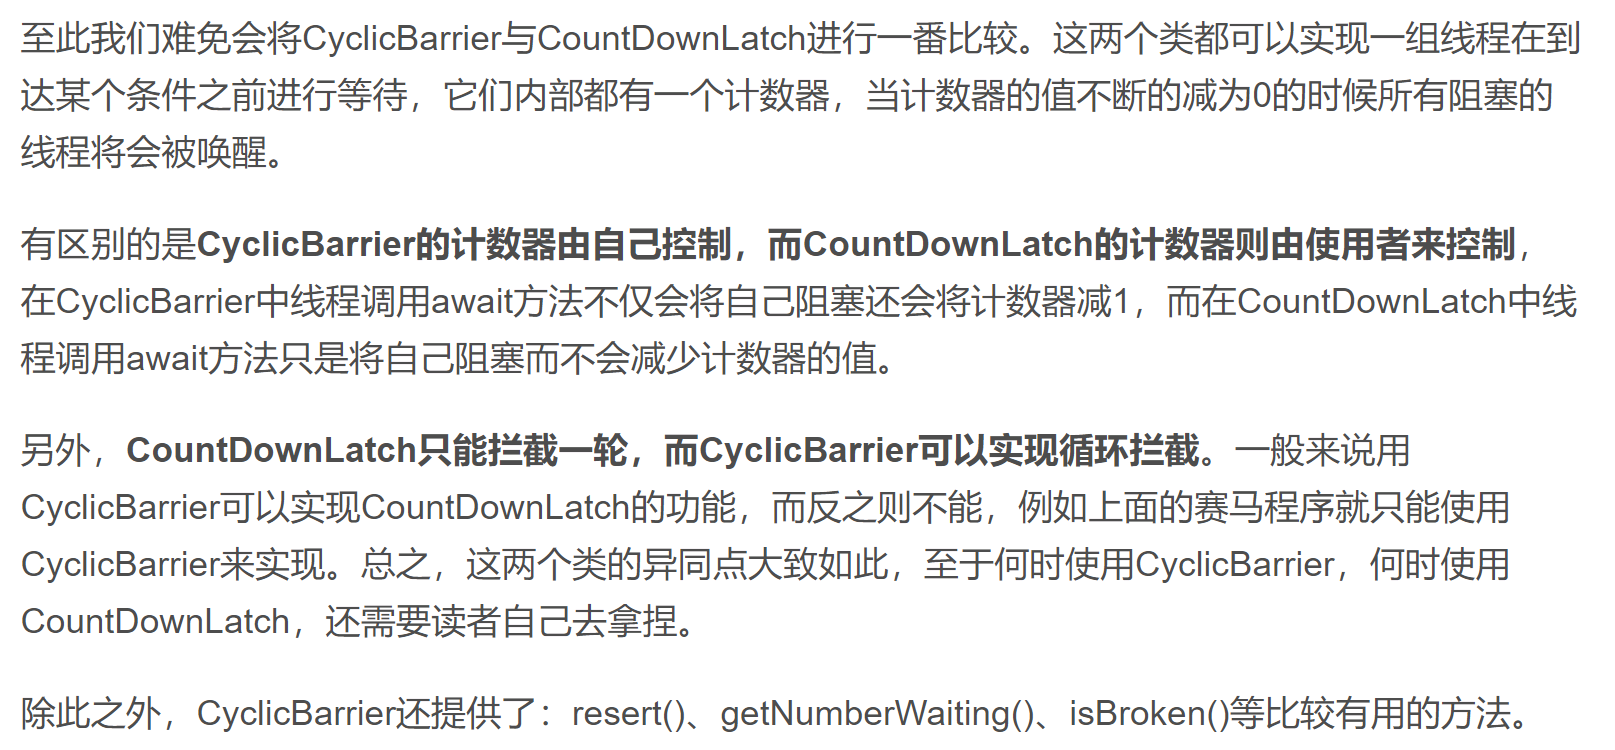 至此我们难免会将CyclicBarrier与CountDownLatch进行一番比较。这两个类都可以实现一组线程在到
达某个条件之前进行等待，它们内部都有一个计数器，当计数器的值不断的减为0的时候所有阻塞的
线程将会被唤醒。
有区别的是CyclicBarrier的计数器由自己控制，而CountDownLatch的计数器则由使用者来控制，
在CyclicBarrier中线程调用await方法不仅会将自己阻塞还会将计数器减1，而在CountDownLatch中线
程调用await方法只是将自己阻塞而不会减少计数器的值。
另外，CountDownLatch只能拦截一轮，而CyclicBarrier可以实现循环拦截。一般来说用
CyclicBarrier可以实现CountDownLatch的功能，而反之则不能，例如上面的赛马程序就只能使用
CyclicBarrier来实现。总之，这两个类的异同点大致如此，至于何时使用CyclicBarrier，何时使用
CountDownLatch，还需要读者自己去拿捏。
除此之外，CyclicBarrier还提供了：resert()、getNumberWaiting()、isBroken()等比较有用的方法。